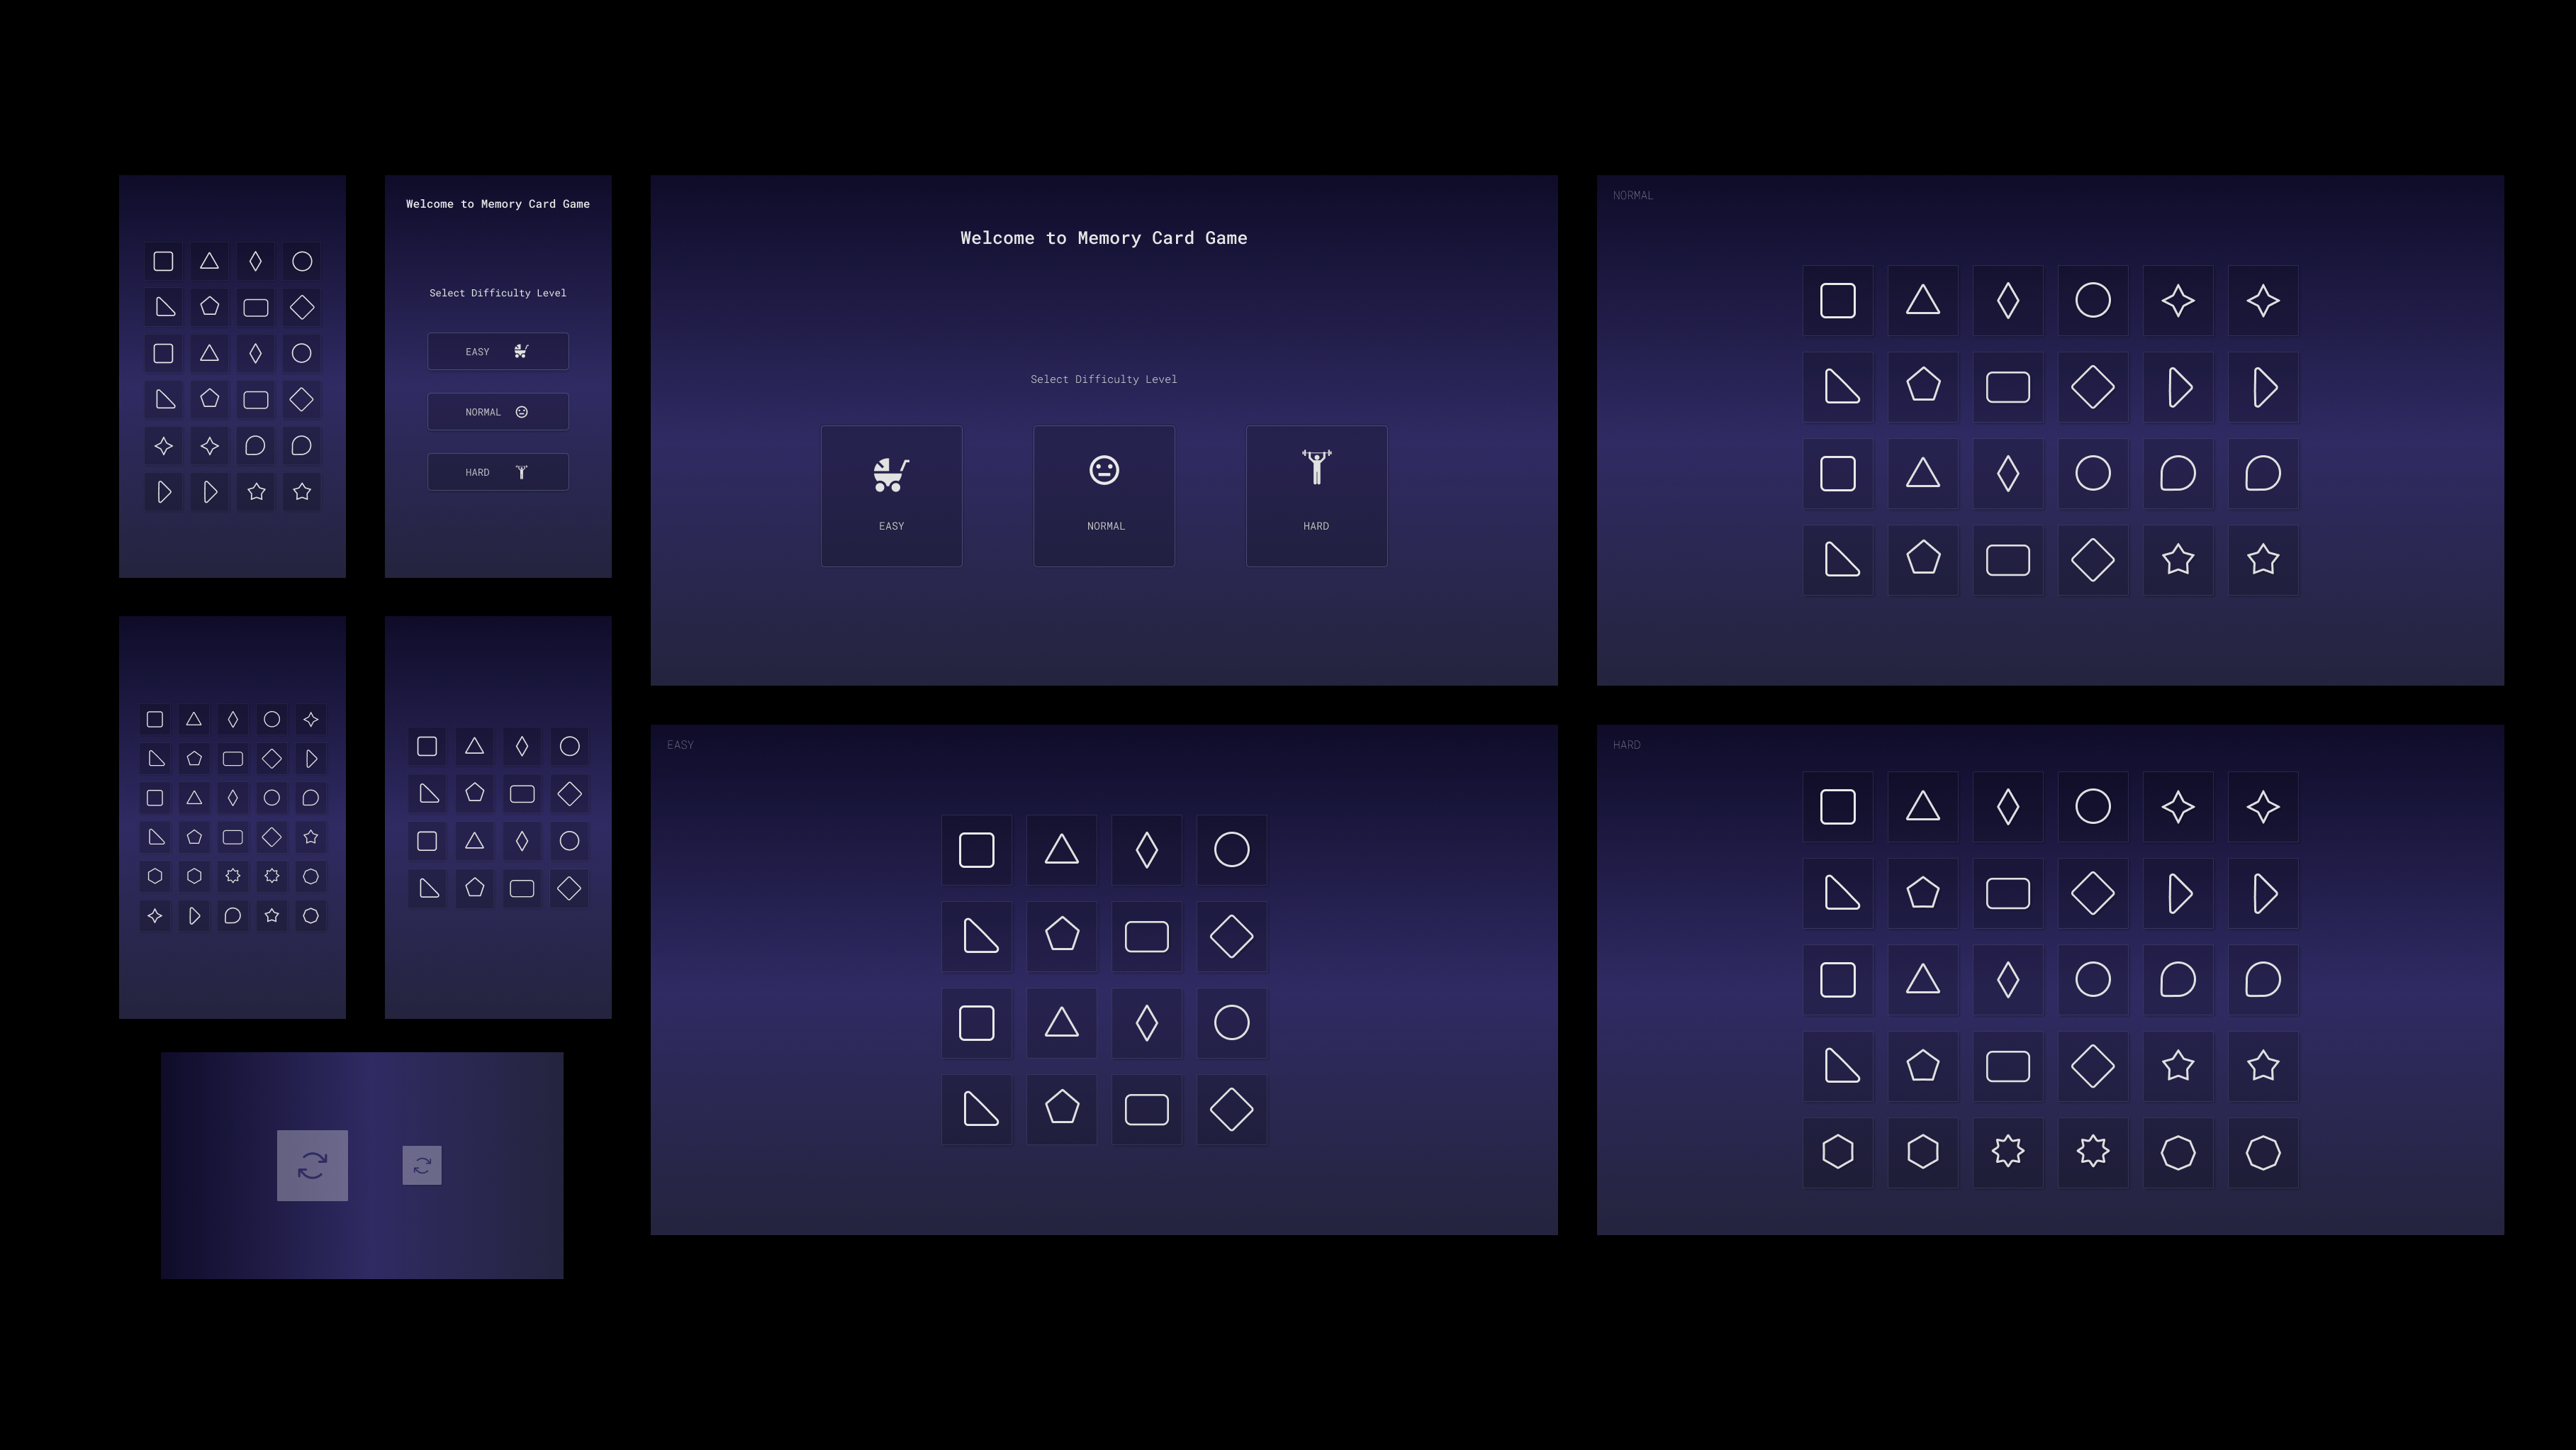 Welcome to Memory Card Game
Select Difficulty Level
EASY
NORMAL
HARD
Welcome to Memory Card Game
Select Difficulty Level
EASY
NORMAL
HARD
NORMAL
EASY
HARD